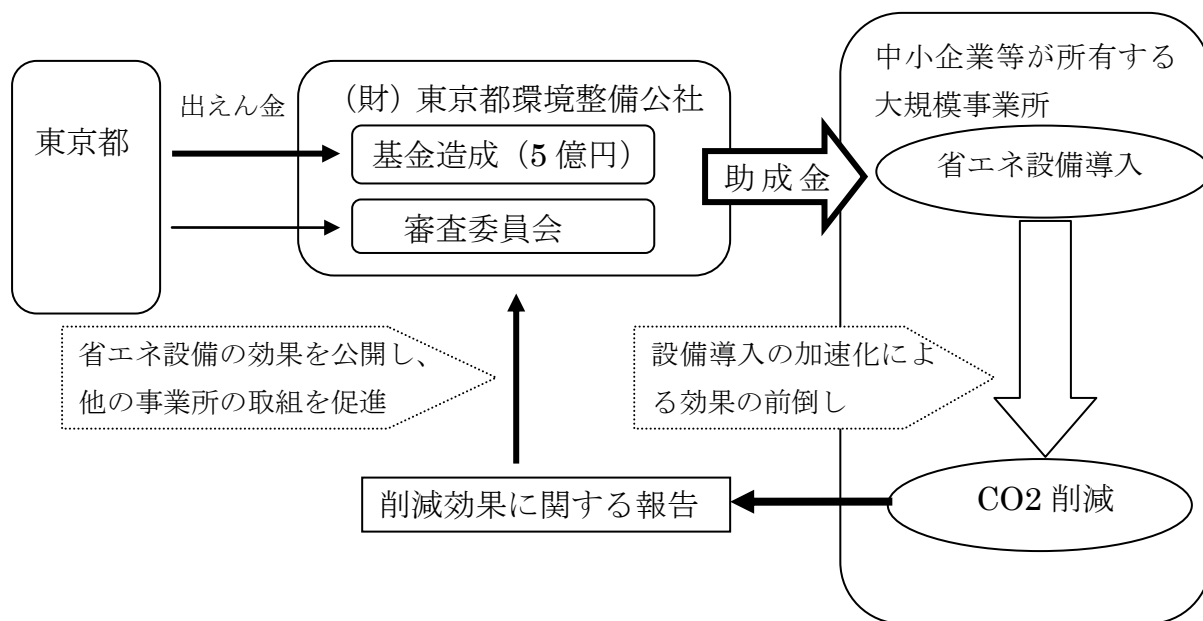 東京都
出えん金
（財）東京都環境整備公社
基金造成（5 億円）
審査委員会
助成金
中小企業等が所有する
大規模事業所
省エネ設備導入
省エネ設備の効果を公開し、
他の事業所の取組を促進
設備導入の加速化によ
る効果の前倒し
削減効果に関する報告
CO2 削減